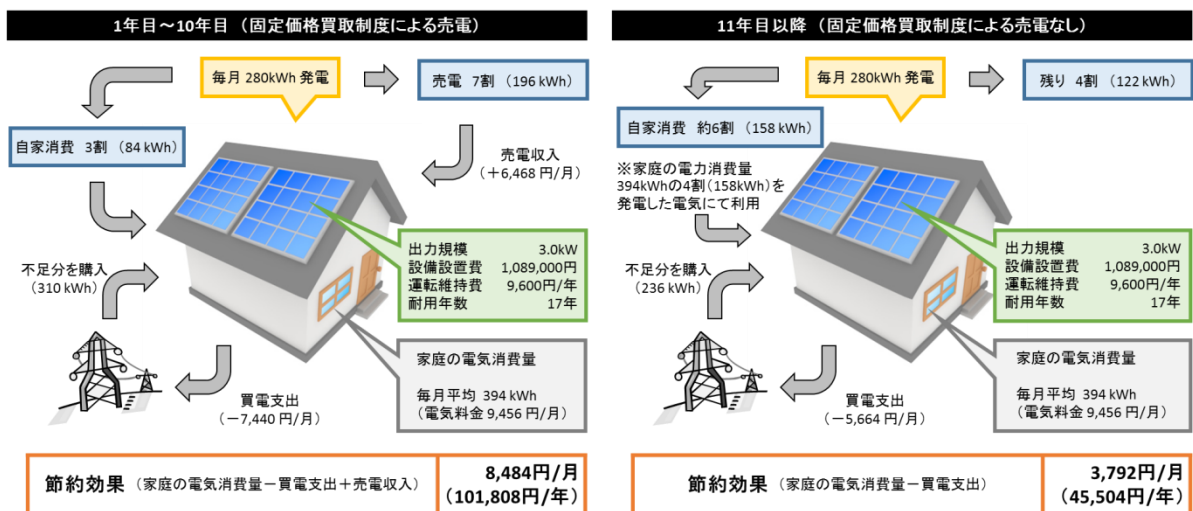 1年目～10年目（固定価格買取制度による売電）
毎月 280kWh 発電
売電 7割 （196 kWh）
自家消費 3割 （84 kWh）
売電収入
（＋6,468 円/月）
出力規模 3.0kW
設備設置費 1,089,000円
運転維持費 9,600円/年
耐用年数 17年
不足分を購入
（310 kWh）
家庭の電気消費量
毎月平均 394 kWh
（電気料金 9,456 円/月）
買電支出
（－7,440 円/月）
節約効果 （家庭の電気消費量－買電支出＋売電収入）
8,484円/月
（101,808円/年）
11年目以降（固定価格買取制度による売電なし）
毎月 280kWh 発電
残り 4割 （122 kWh）
自家消費 約6割 （158 kWh）
※家庭の電力消費量
394kWhの4割（158kWh）を
発電した電気にて利用
出力規模 3.0kW
設備設置費 1,089,000円
運転維持費 9,600円/年
耐用年数 17年
不足分を購入
（236 kWh）
家庭の電気消費量
毎月平均 394 kWh
（電気料金 9,456 円/月）
買電支出
（－5,664 円/月）
節約効果 （家庭の電気消費量－買電支出）
3,792円/月
（45,504円/年）